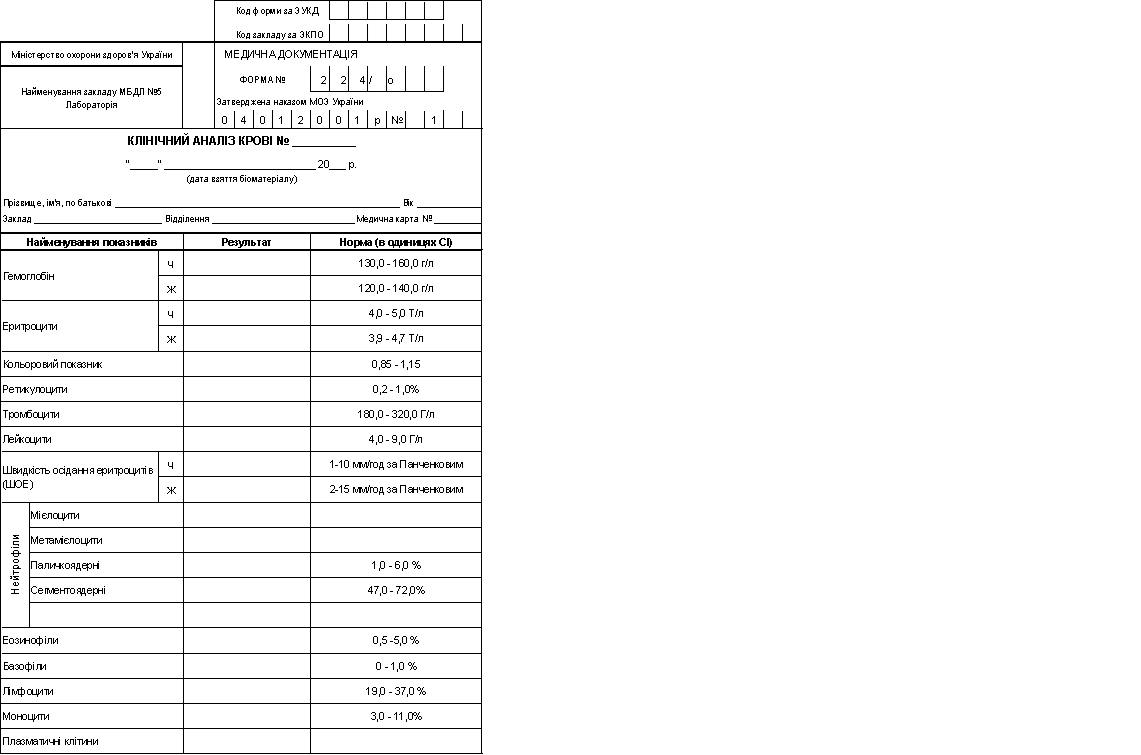 Код форми за ЗУКД
Код закладу за ЗКПО
Міністерство охорони здоров'я України
МЕДИЧНА ДОКУМЕНТАЦІЯ
ФОРМА № 2 2 4 / о
Найменування закладу МБДЛ №5
Лабораторія
Затверджена наказом МОЗ України
0 4 0 1 2 0 0 1 р № 1
КЛІНІЧНИЙ АНАЛІЗ КРОВІ № __________
"_____" ____________________________ 20___ р.
(дата взяття біоматеріалу)
Прізвище, ім'я, по батькові ____________________ Вік __________
Заклад ____________________ Відділення ____________________ Медична карта № ________
Найменування показників Результат Норма (в одиницях СІ)
Гемоглобін
ч 130,0 - 160,0 г/л
ж 120,0 - 140,0 г/л
Еритроцити
ч 4,0 - 5,0 Т/л
ж 3,9 - 4,7 Т/л
Кольоровий показник 0,85 - 1,15
Ретикулоцити 0,2 - 1,0%
Тромбоцити 180,0 - 320,0 Г/л
Лейкоцити 4,0 - 9,0 Г/л
Швидкість осідання еритроцитів
(ШОЕ)
ч 1-10 мм/год за Панченковим
ж 2-15 мм/год за Панченковим
Нейтрофіли
Мієлоцити
Метамієлоцити
Паличкоядерні 1,0 - 6,0 %
Сегментоядерні 47,0 - 72,0%
Еозинофіли 0,5 -5,0 %
Базофіли 0 - 1,0 %
Лімфоцити 19,0 - 37,0 %
Моноцити 3,0 - 11,0%
Плазматичні клітини